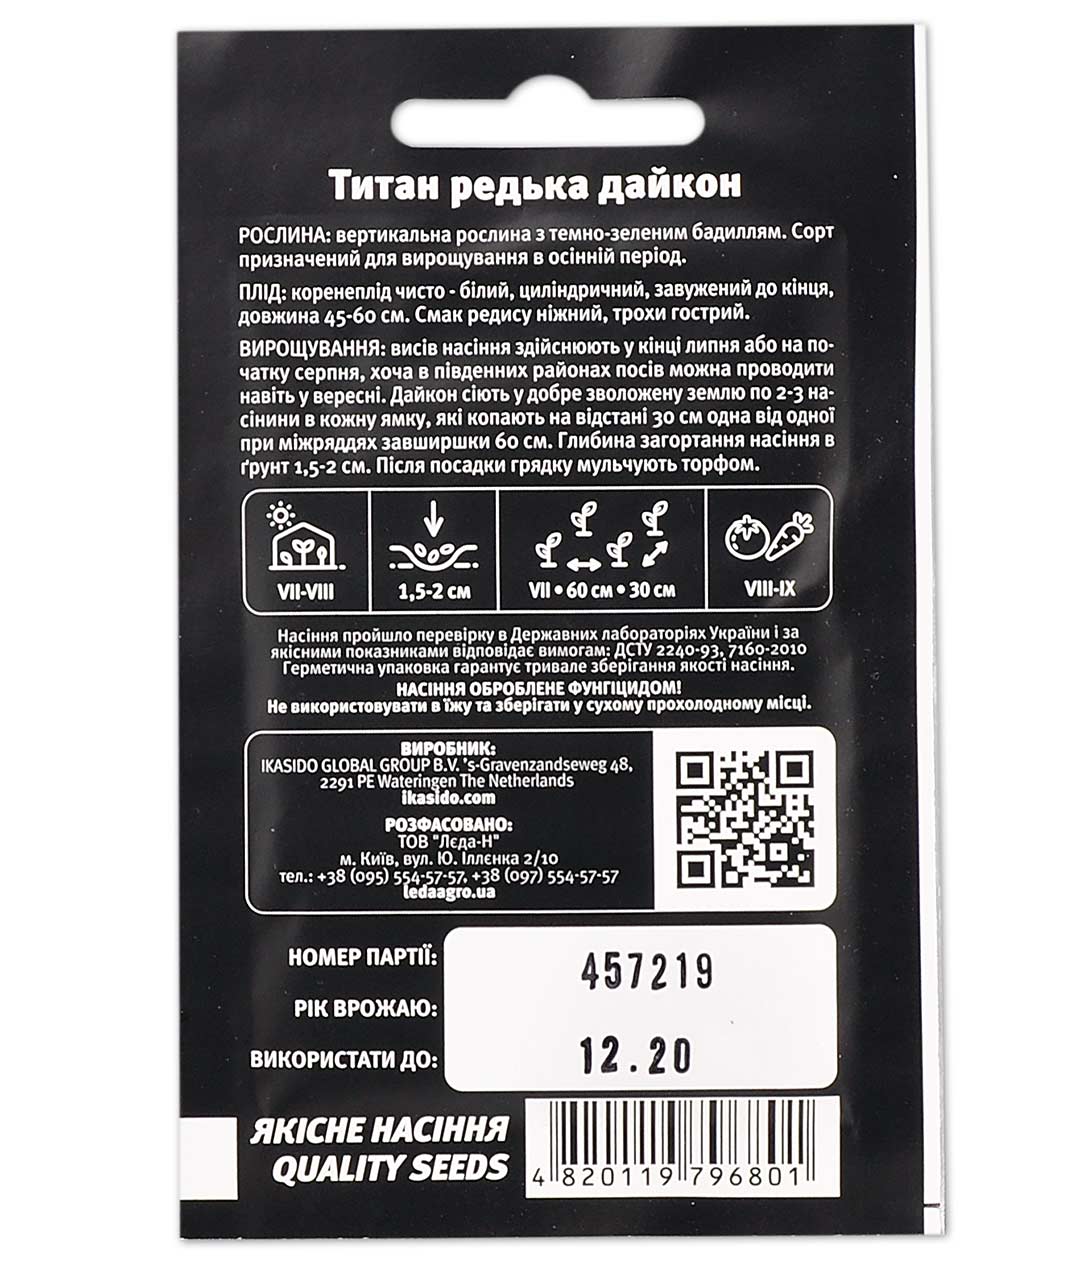 Титан редька дайкон
РОСЛИНА: вертикальна рослина з темно-зеленим бадиллям. Сорт
призначений для вирощування в осінній період.
ПЛІД: коренеплід чисто - білий, циліндричний, завужений до кінця,
довжина 45-60 см. Смак редису ніжний, трохи гострий.
ВИРОЩУВАННЯ: висів насіння здійснюють у кінці липня або на по-
чатку серпня, хоча в південних районах посів можна проводити
навіть у вересні. Дайкон сіють у добре зволожену землю по 2-3 на-
сінини в кожну ямку, які копають на відстані 30 см одна від одної
при міжряддях завширшки 60 см. Глибина загортання насіння в
ґрунт 1,5-2 см. Після посадки грядку мульчують торфом.
VII-VIII
1,5-2 см
VII • 60 см • 30 см
VIII-IX
Насіння пройшло перевірку в Державних лабораторіях України і за
якісними показниками відповідає вимогам: ДСТУ 2240-93, 7160-2010
Герметична упаковка гарантує тривале зберігання якості насіння.
НАСІННЯ ОБРОБЛЕНЕ ФУНГІЦИДОМ!
Не використовувати в їжу та зберігати у сухому прохолодному місці.
ВИРОБНИК:
IKASIDO GLOBAL GROUP B.V. 's-Gravenzandseweg 48,
2291 PE Wateringen The Netherlands
ikasido.com
РОЗФАСОВАНО:
ТОВ "Лєда-Н"
м. Київ, вул. Ю. Іллєнка 2/10
тел.: +38 (095) 554-57-57, +38 (097) 554-57-57
ledaagro.ua
НОМЕР ПАРТІЇ: 457219
РІК ВРОЖАЮ:
ВИКОРИСТАТИ ДО: 12.20
ЯКІСНЕ НАСІННЯ
QUALITY SEEDS
4 820119 796801